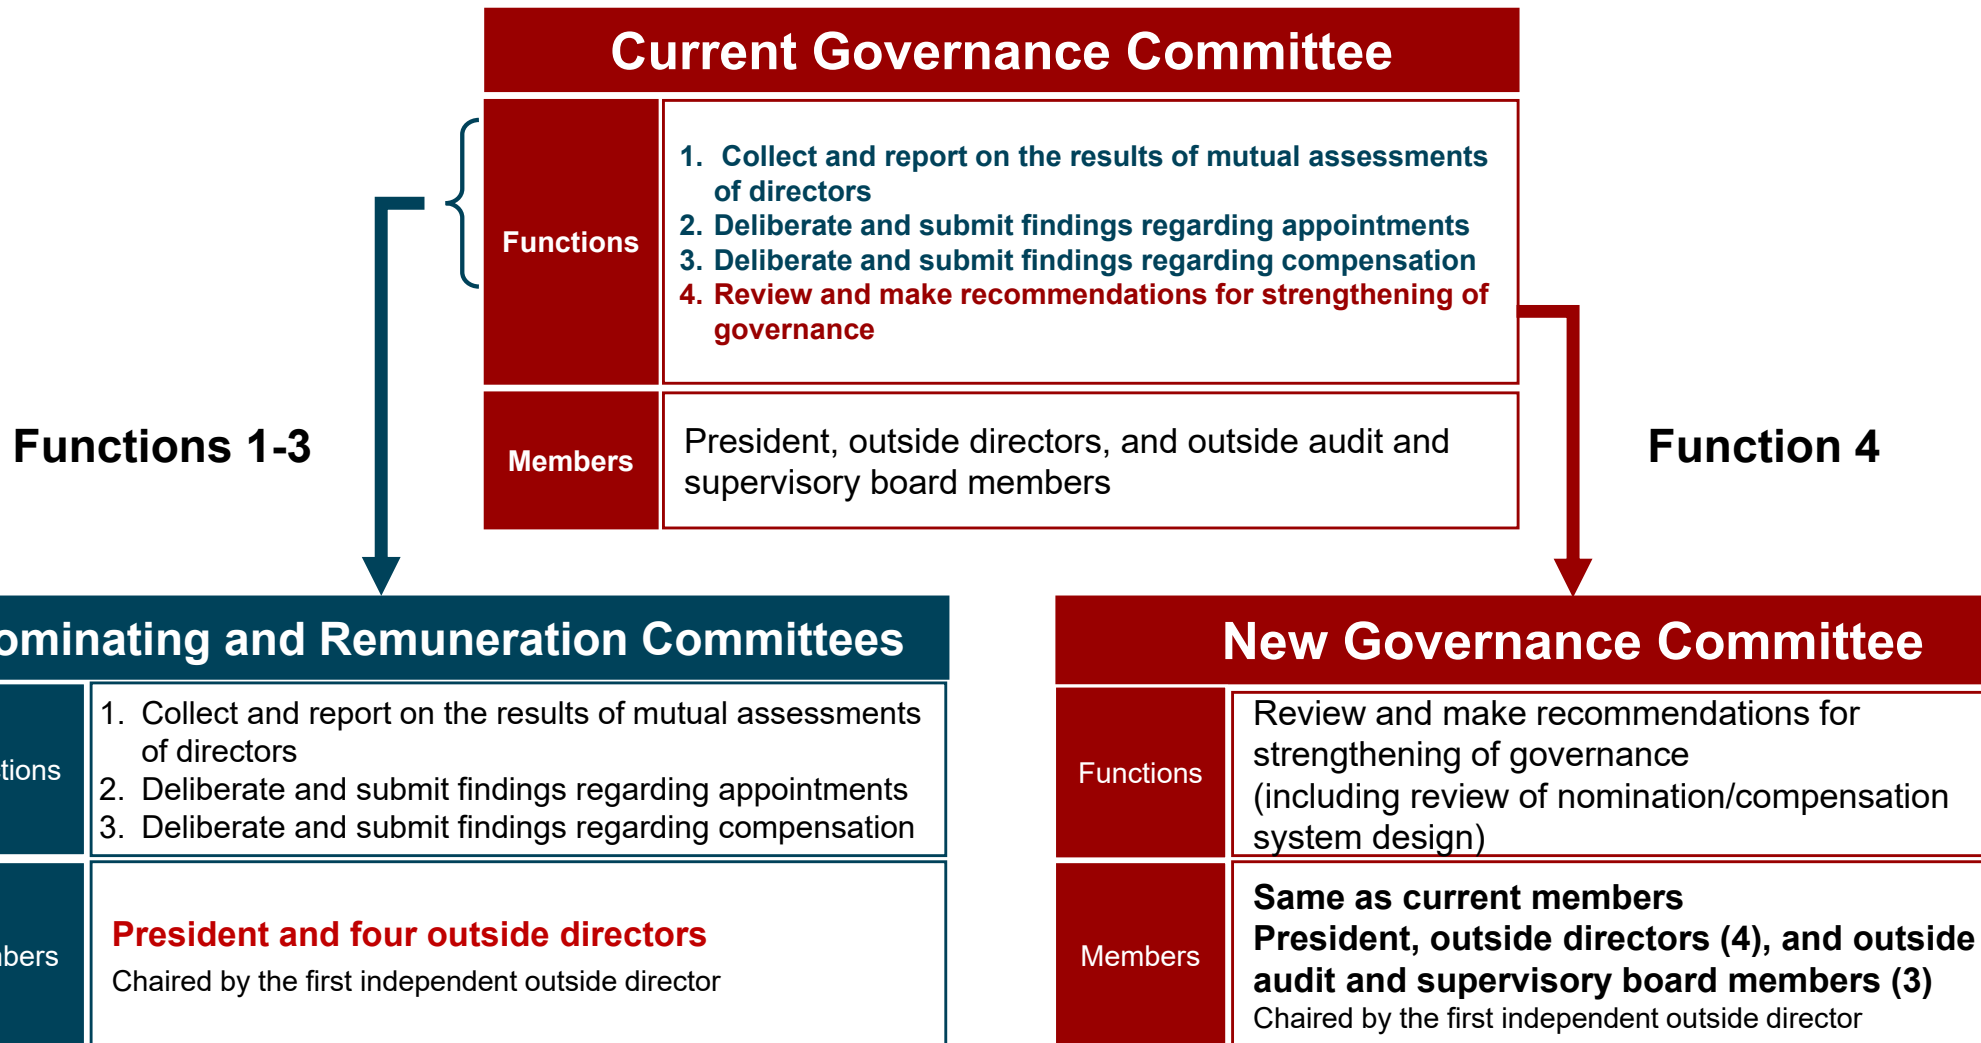 Current Governance Committee
Functions
1. Collect and report on the results of mutual assessments
of directors
2. Deliberate and submit findings regarding appointments
3. Deliberate and submit findings regarding compensation
4. Review and make recommendations for strengthening of
governance
Members
President, outside directors, and outside audit and
supervisory board members
Functions 1-3
Function 4
ominating and Remuneration Committees
tions
1. Collect and report on the results of mutual assessments
of directors
2. Deliberate and submit findings regarding appointments
3. Deliberate and submit findings regarding compensation
bers
President and four outside directors
Chaired by the first independent outside director
New Governance Committee
Functions
Review and make recommendations for
strengthening of governance
(including review of nomination/compensation
system design)
Members
Same as current members
President, outside directors (4), and outside
audit and supervisory board members (3)
Chaired by the first independent outside director